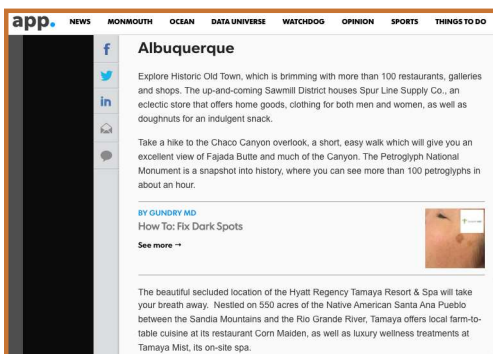 app.
NEWS MONMOUTH OCEAN DATA UNIVERSE WATCHDOG OPINION SPORTS THINGS TO DO
Albuquerque
Explore Historic Old Town, which is brimming with more than 100 restaurants, galleries
and shops. The up-and-coming Sawmill District houses Spur Line Supply Co., an
eclectic store that offers home goods, clothing for both men and women, as well as
doughnuts for an indulgent snack.
Take a hike to the Chaco Canyon overlook, a short, easy walk which will give you an
excellent view of Fajada Butte and much of the Canyon. The Petroglyph National
Monument is a snapshot into history, where you can see more than 100 petroglyphs in
about an hour.
BY GUNDRY MD
How To: Fix Dark Spots
See more →
The beautiful secluded location of the Hyatt Regency Tamaya Resort & Spa will take
your breath away. Nestled on 550 acres of the Native American Santa Ana Pueblo
between the Sandia Mountains and the Rio Grande River, Tamaya offers local farm-to-
table cuisine at its restaurant Corn Maiden, as well as luxury wellness treatments at
Tamaya Mist, its on-site spa.